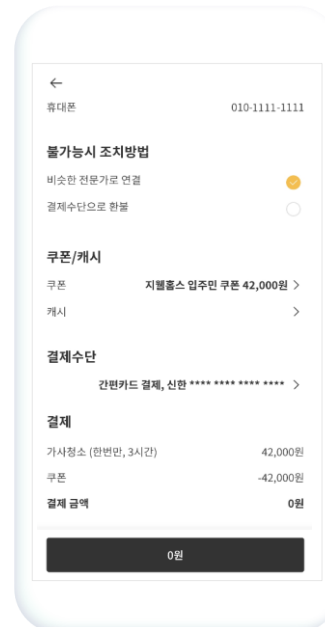 휴대폰 010-1111-1111
불가능시 조치방법
비슷한 전문가로 연결
결제수단으로 환불
쿠폰/캐시
쿠폰 지웰홈스 입주민 쿠폰 42,000원 >
캐시 >
결제수단
간편카드 결제, 신한 **** **** **** **** >
결제
가사청소 (한번만, 3시간) 42,000원
쿠폰 -42,000원
결제 금액 0원
0원